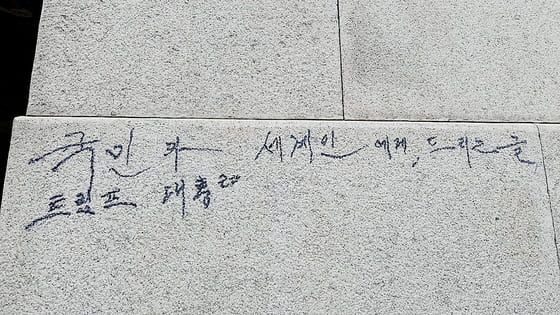 국민과 세계인에게, 드리는 글
트럼프 대통령